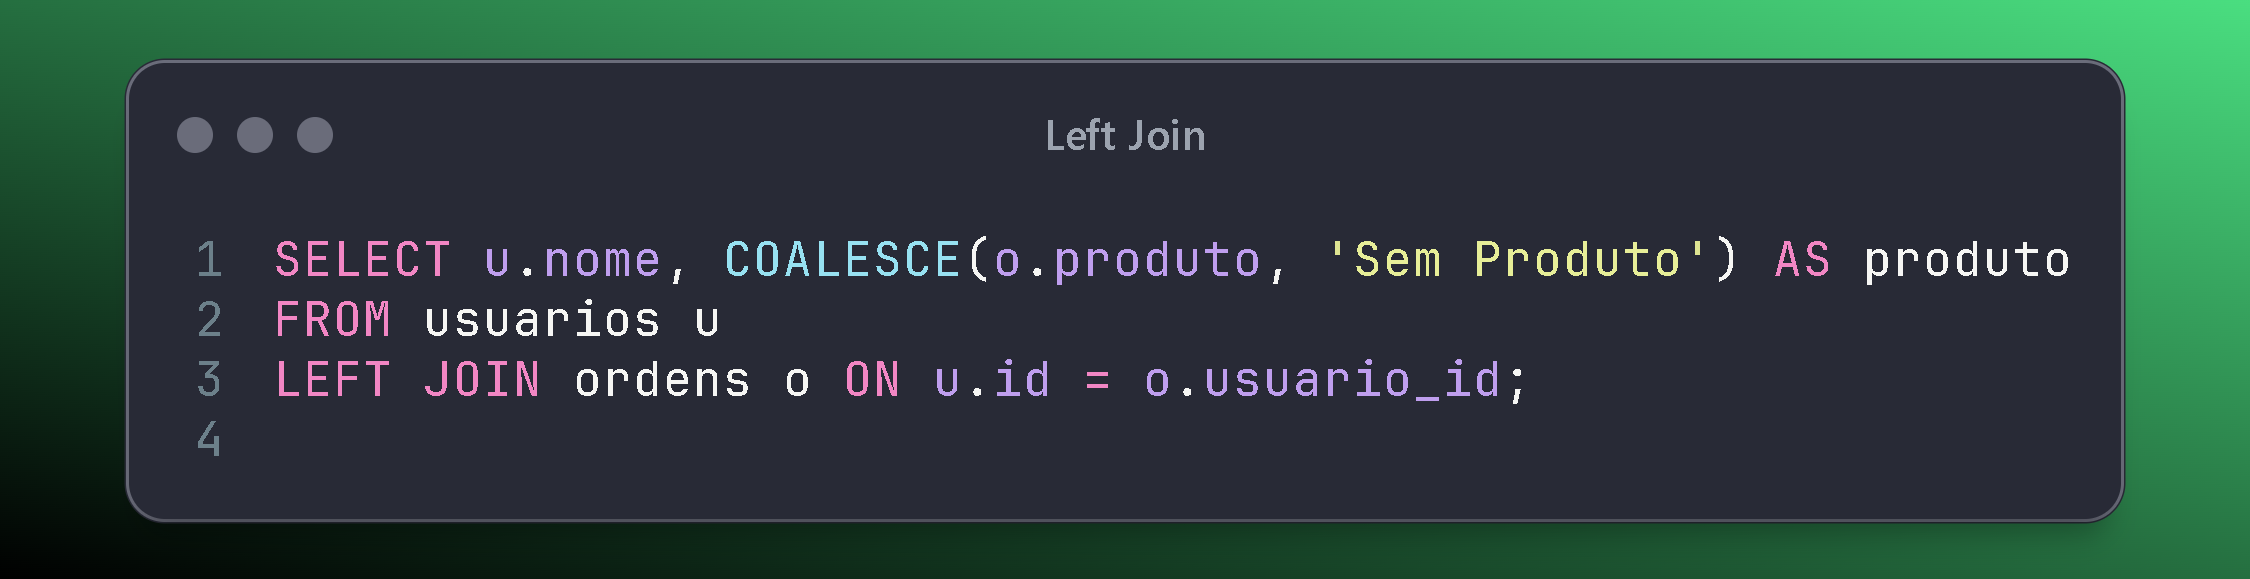 Left Join
1 SELECT u.nome, COALESCE(o.produto, 'Sem Produto') AS produto
2 FROM usuarios u
3 LEFT JOIN ordens o ON u.id = o.usuario_id;
4